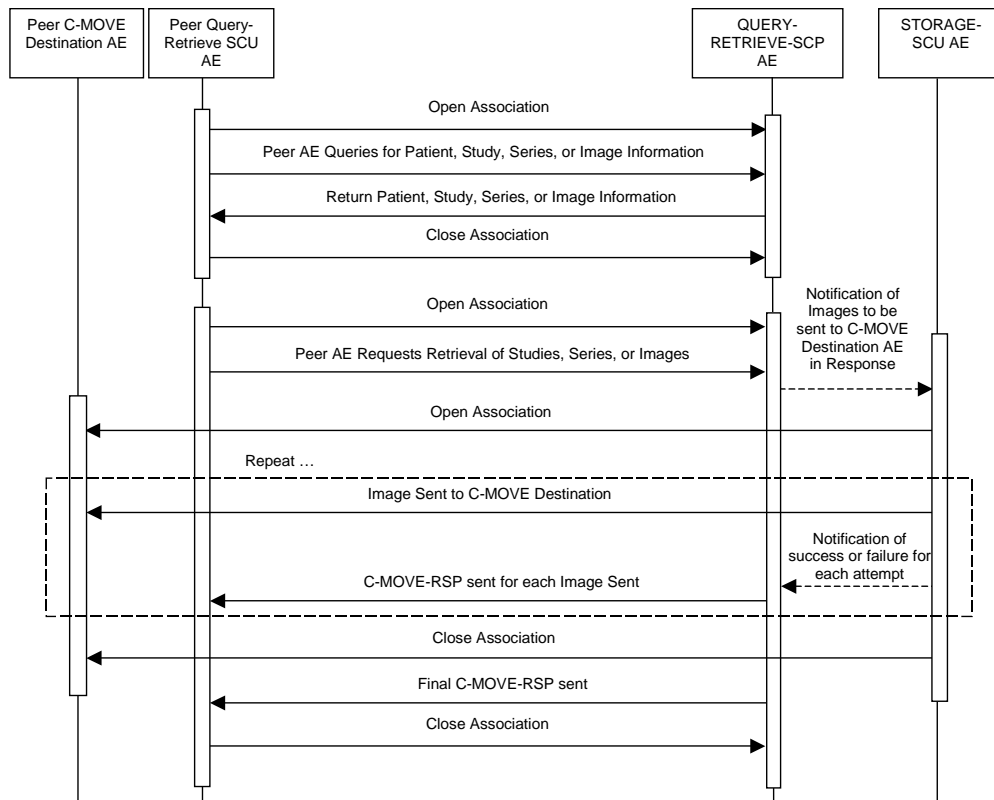 Peer C-MOVE
Destination AE
Peer Query-
Retrieve SCU
AE
QUERY-
RETRIEVE-SCP
AE
STORAGE-
SCU AE
Open Association
Peer AE Queries for Patient, Study, Series, or Image Information
Return Patient, Study, Series, or Image Information
Close Association
Open Association
Notification of
Images to be
sent to C-MOVE
Destination AE
in Response
Peer AE Requests Retrieval of Studies, Series, or Images
Open Association
Repeat …
Image Sent to C-MOVE Destination
Notification of
success or failure for
each attempt
C-MOVE-RSP sent for each Image Sent
Close Association
Final C-MOVE-RSP sent
Close Association